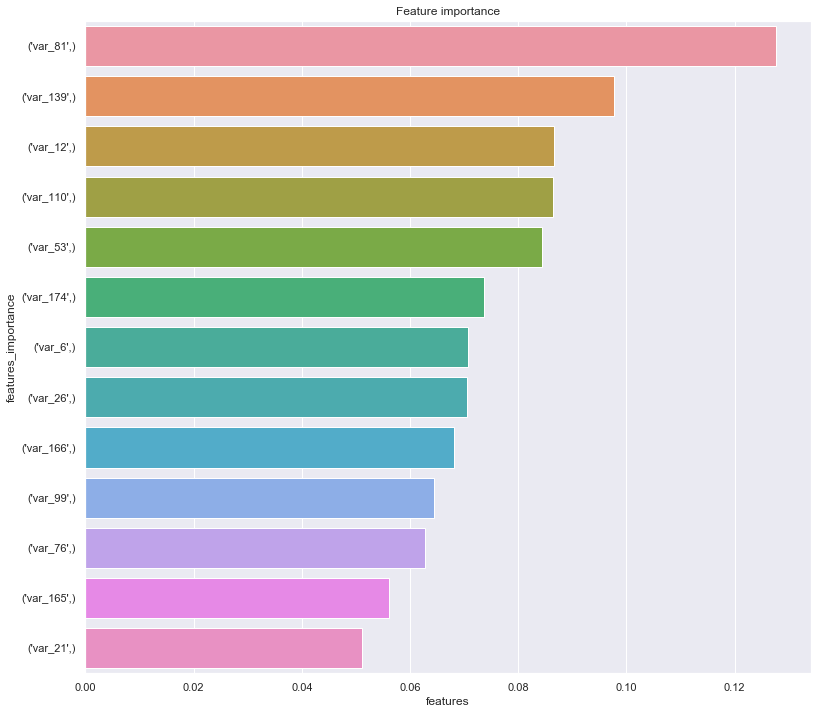 Feature importance
('var_81',)
('var_139',)
('var_12',)
('var_110',)
('var_53',)
('var_174',)
('var_6',)
('var_26',)
('var_166',)
('var_99',)
('var_76',)
('var_165',)
('var_21',)
features_importance
0.00 0.02 0.04 0.06 0.08 0.10 0.12
features